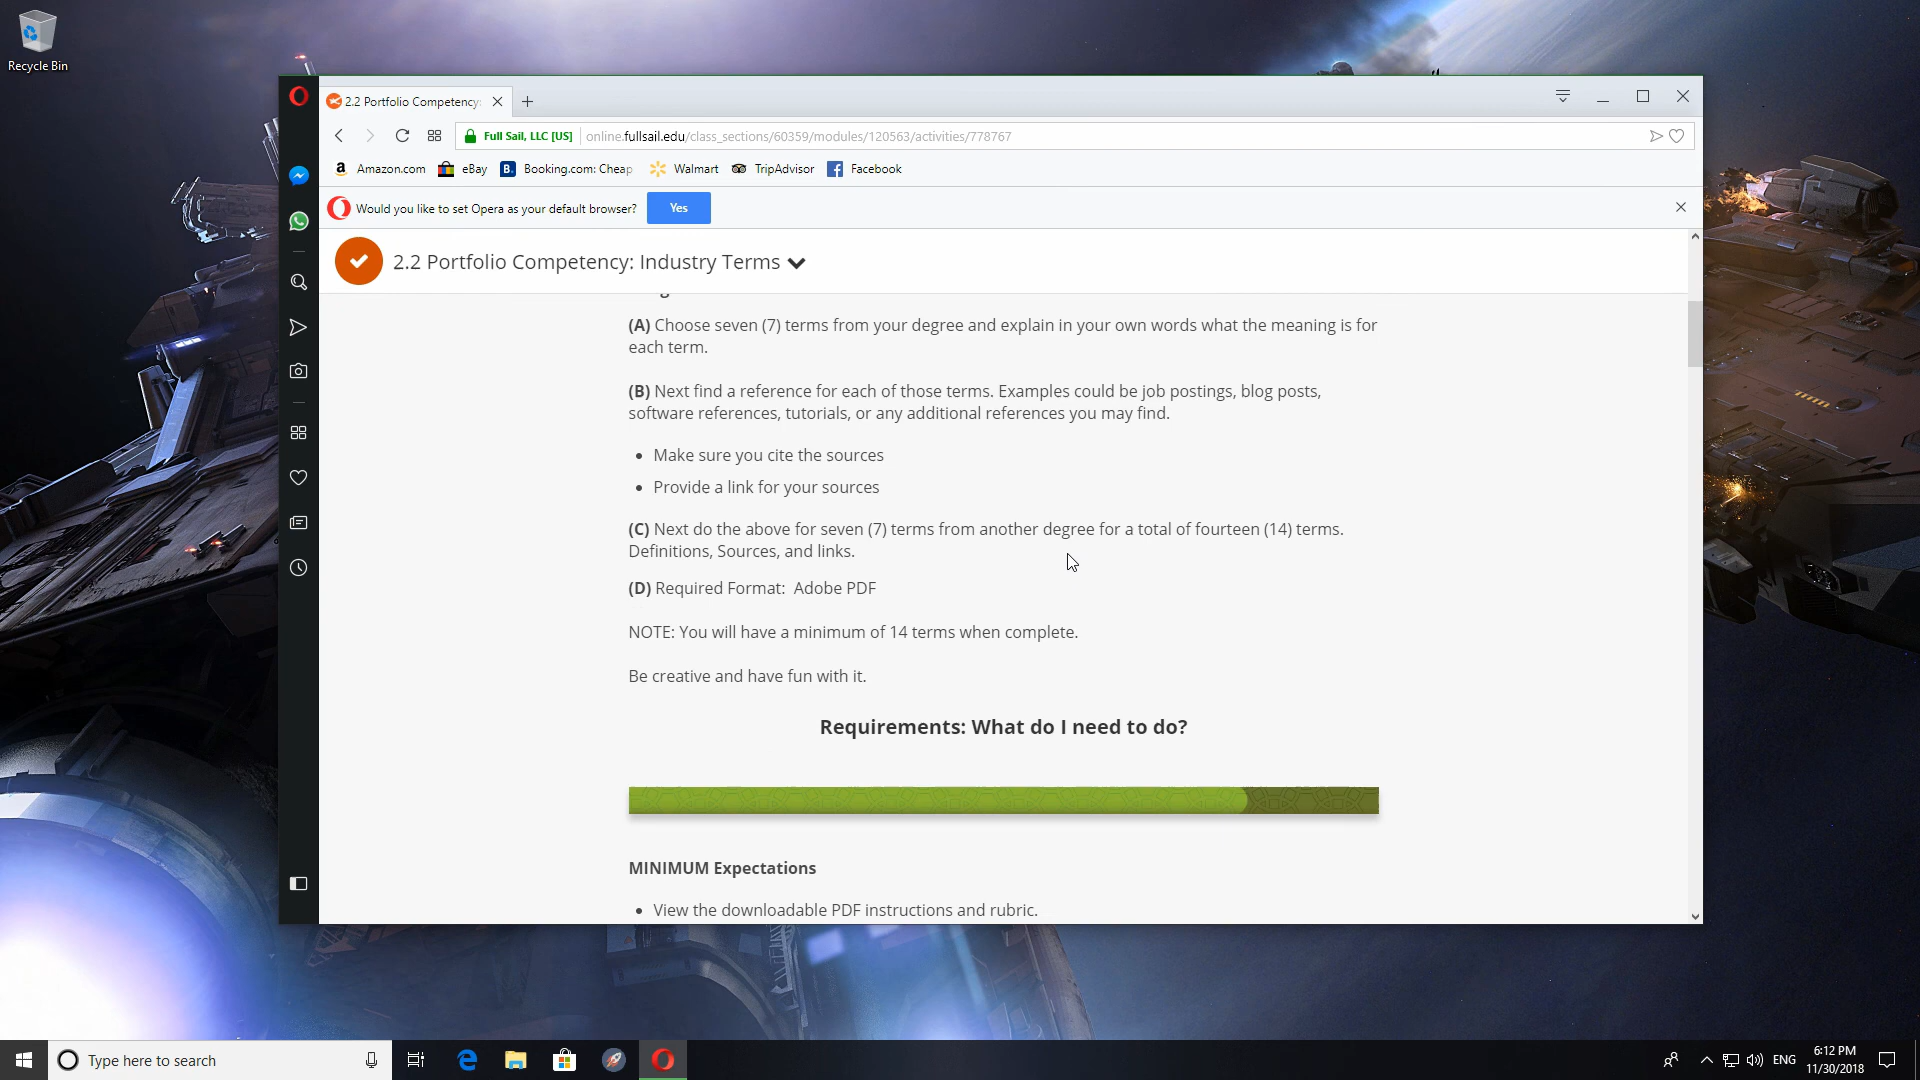 Recycle Bin
2.2 Portfolio Competency:
Full Sail, LLC [US]
online.fullsail.edu/class_sections/60359/modules/120563/activities/778767
Amazon.com eBay Booking.com: Cheap Walmart TripAdvisor Facebook
Would you like to set Opera as your default browser? Yes
2.2 Portfolio Competency: Industry Terms
(A) Choose seven (7) terms from your degree and explain in your own words what the meaning is for
each term.
(B) Next find a reference for each of those terms. Examples could be job postings, blog posts,
software references, tutorials, or any additional references you may find.
• Make sure you cite the sources
• Provide a link for your sources
(C) Next do the above for seven (7) terms from another degree for a total of fourteen (14) terms.
Definitions, Sources, and links.
(D) Required Format: Adobe PDF
NOTE: You will have a minimum of 14 terms when complete.
Be creative and have fun with it.
Requirements: What do I need to do?
MINIMUM Expectations
• View the downloadable PDF instructions and rubric.
Type here to search
ENG
6:12 PM
11/30/2018